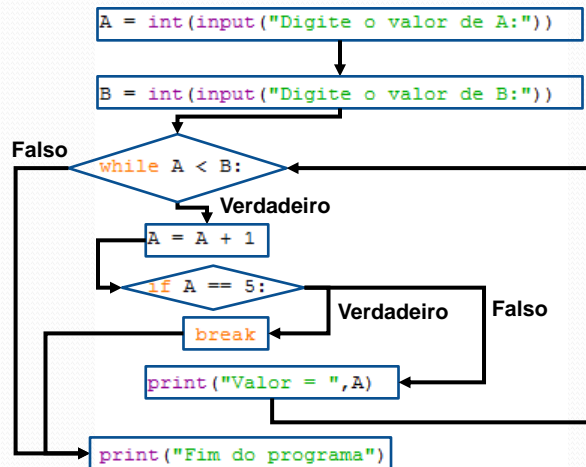 A = int(input("Digite o valor de A:"))
B = int(input("Digite o valor de B:"))
Falso
while A < B:
Verdadeiro
A = A + 1
if A == 5:
Verdadeiro
Falso
break
print("Valor = ",A)
print("Fim do programa")